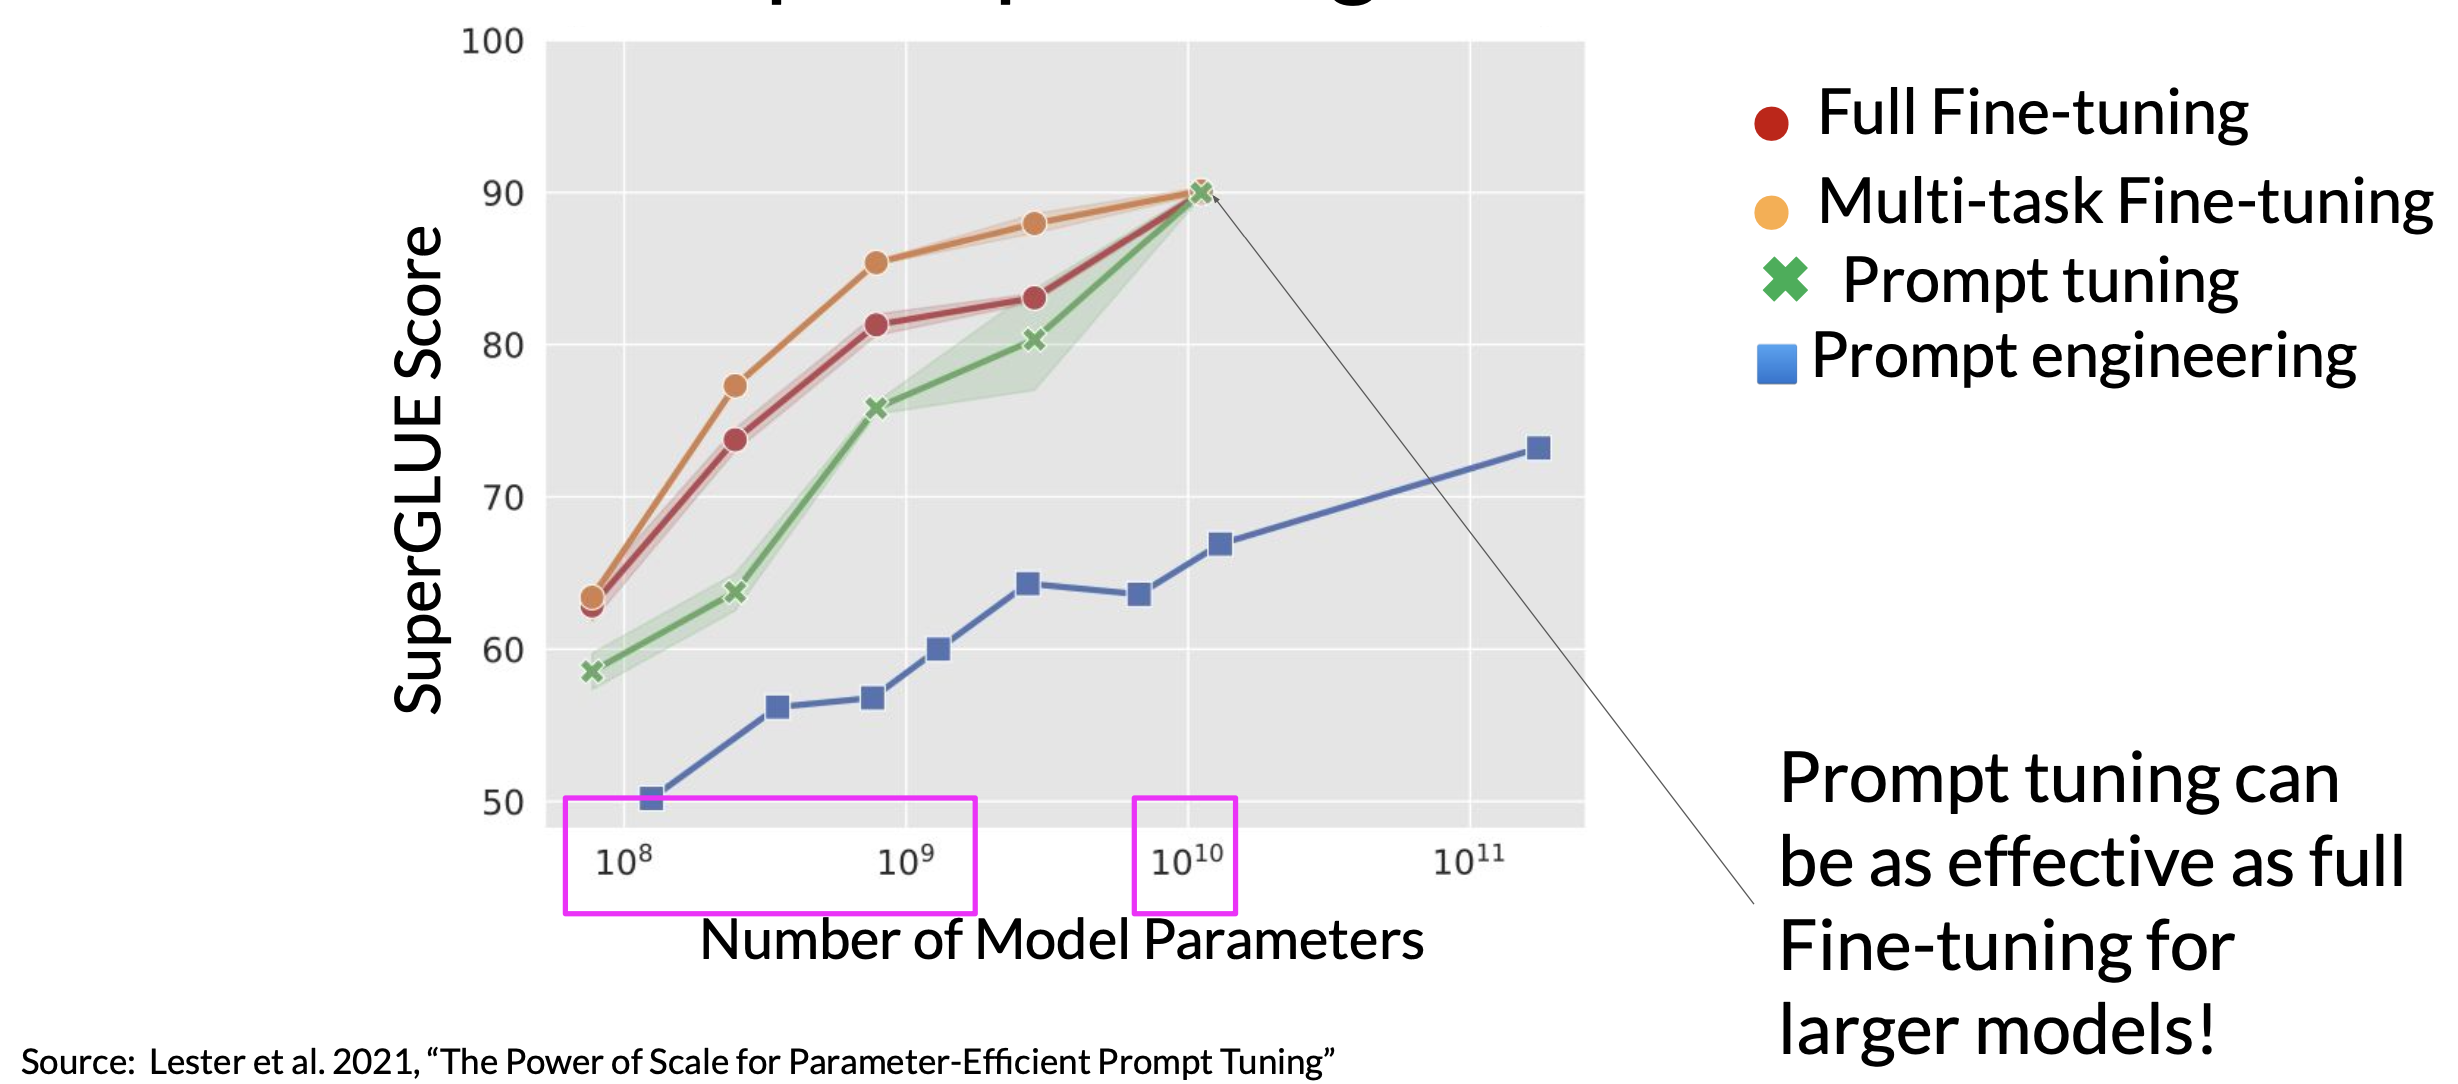 100
90
80
70
60
50
SuperGLUE Score
10⁸
10⁹
10¹⁰
10¹¹
Number of Model Parameters
Full Fine-tuning
Multi-task Fine-tuning
Prompt tuning
Prompt engineering
Prompt tuning can
be as effective as full
Fine-tuning for
larger models!
Source: Lester et al. 2021, “The Power of Scale for Parameter-Efficient Prompt Tuning”